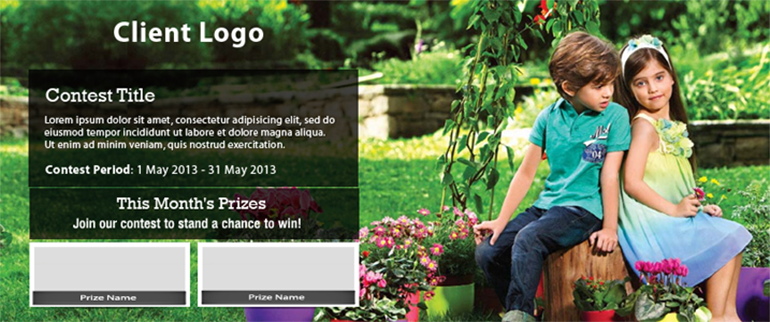 Client Logo
Contest Title
Lorem ipsum dolor sit amet, consectetur adipisicing elit, sed do
eiusmod tempor incididunt ut labore et dolore magna aliqua.
Ut enim ad minim veniam, quis nostrud exercitation.
Contest Period: 1 May 2013 - 31 May 2013
This Month's Prizes
Join our contest to stand a chance to win!
Prize Name
Prize Name